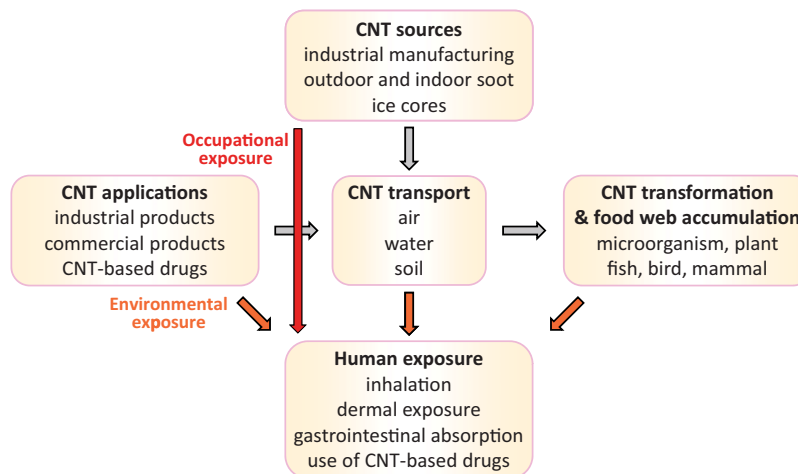 CNT sources
industrial manufacturing
outdoor and indoor soot
ice cores
Occupational
exposure
CNT applications
industrial products
commercial products
CNT-based drugs
CNT transport
air
water
soil
CNT transformation
& food web accumulation
microorganism, plant
fish, bird, mammal
Environmental
exposure
Human exposure
inhalation
dermal exposure
gastrointestinal absorption
use of CNT-based drugs